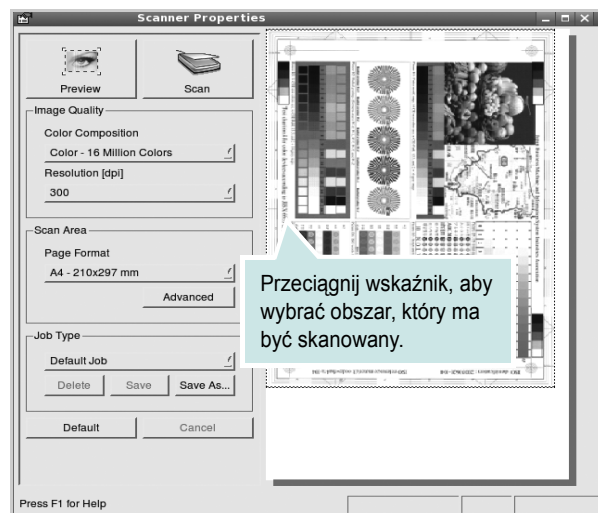 Scanner Properties
Preview
Scan
Image Quality
Color Composition
Color - 16 Million Colors
Resolution [dpi]
300
Scan Area
Page Format
A4 - 210x297 mm
Advanced
Job Type
Default Job
Delete Save Save As...
Default Cancel
Press F1 for Help
Przeciągnij wskaźnik, aby
wybrać obszar, który ma
być skanowany.